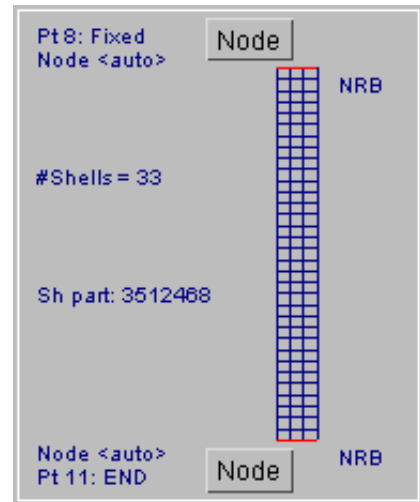 Pt 8: Fixed
Node <auto>
Node
NRB
#Shells = 33
Sh part: 3512468
Node <auto>
Pt 11: END
Node
NRB